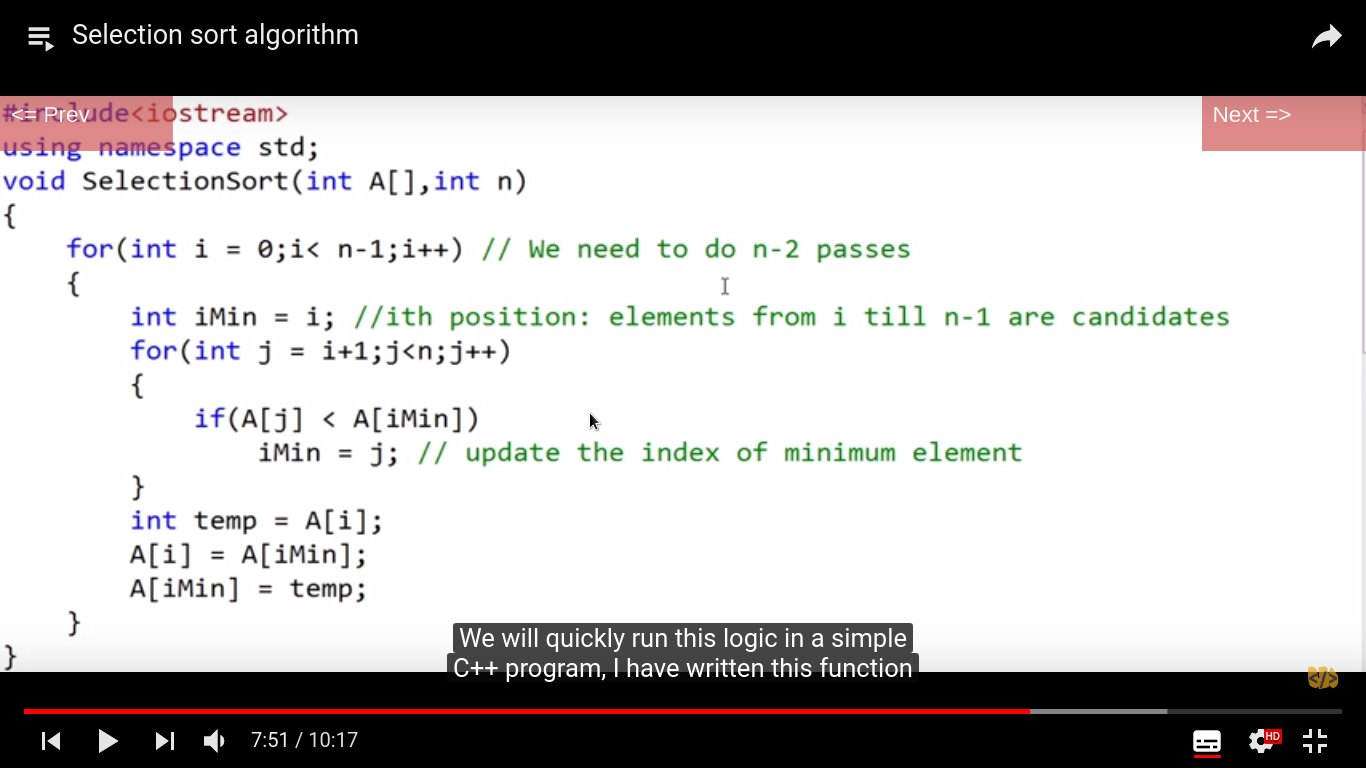 Selection sort algorithm
<= Prev
Next =>
#include<iostream>
using namespace std;
void SelectionSort(int A[],int n)
{
for(int i = 0;i< n-1;i++) // We need to do n-2 passes
{
int iMin = i; //ith position: elements from i till n-1 are candidates
for(int j = i+1;j<n;j++)
{
if(A[j] < A[iMin])
iMin = j; // update the index of minimum element
}
int temp = A[i];
A[i] = A[iMin];
A[iMin] = temp;
}
}
We will quickly run this logic in a simple
C++ program, I have written this function
</>
7:51 / 10:17
HD